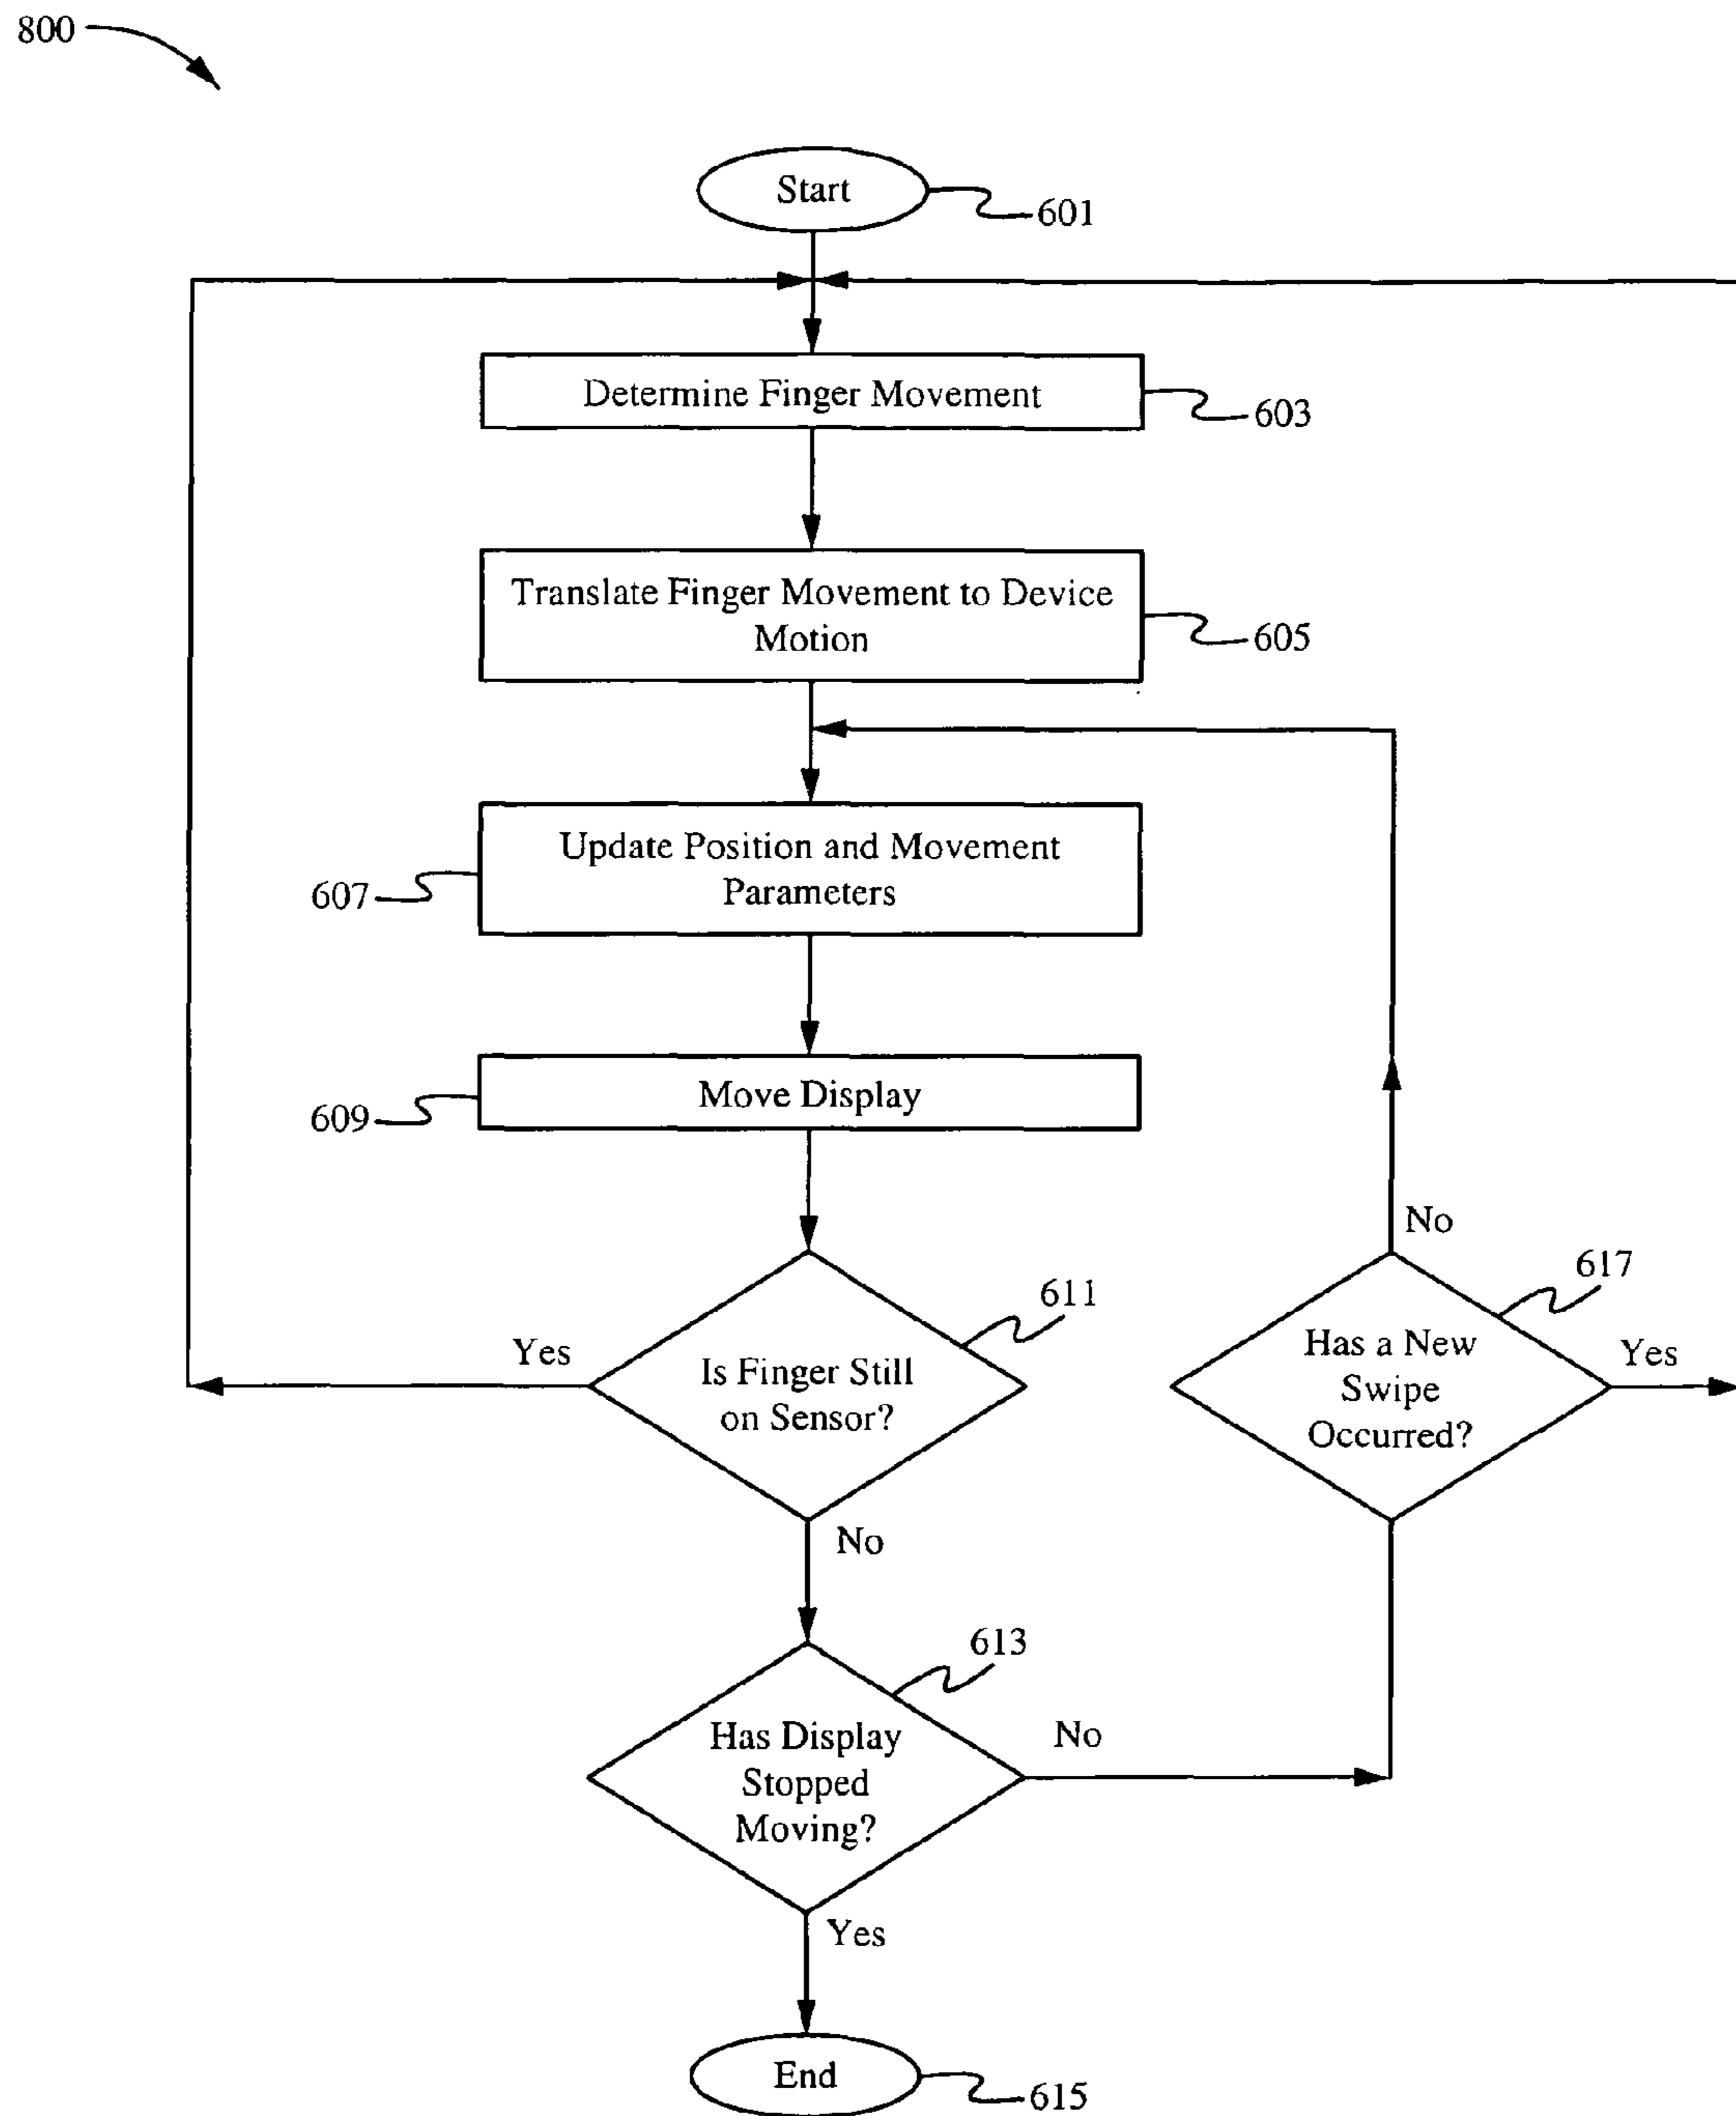 800
Start
601
Determine Finger Movement
603
Translate Finger Movement to Device
Motion
605
Update Position and Movement
Parameters
607
Move Display
609
No
617
611
Yes
Is Finger Still
on Sensor?
Has a New
Swipe
Occurred?
Yes
No
613
Has Display
Stopped
Moving?
No
Yes
End
615